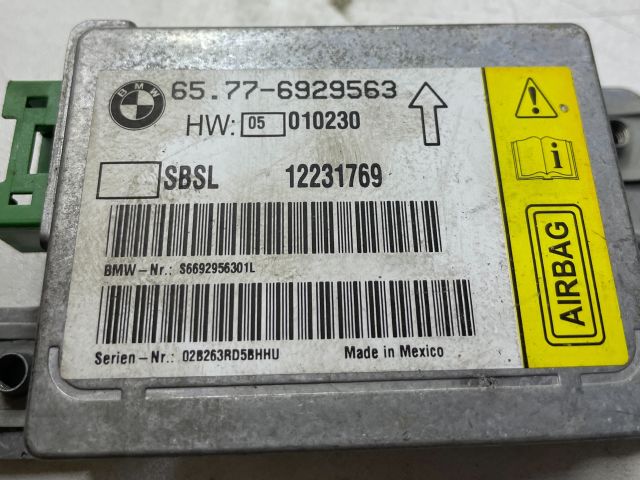 BMW
65.77-6929563
HW: 05 010230
SBSL 12231769
BMW-Nr.: S6692956301L
Serien-Nr.: 02B263RD5BHHU Made in Mexico
AIRBAG